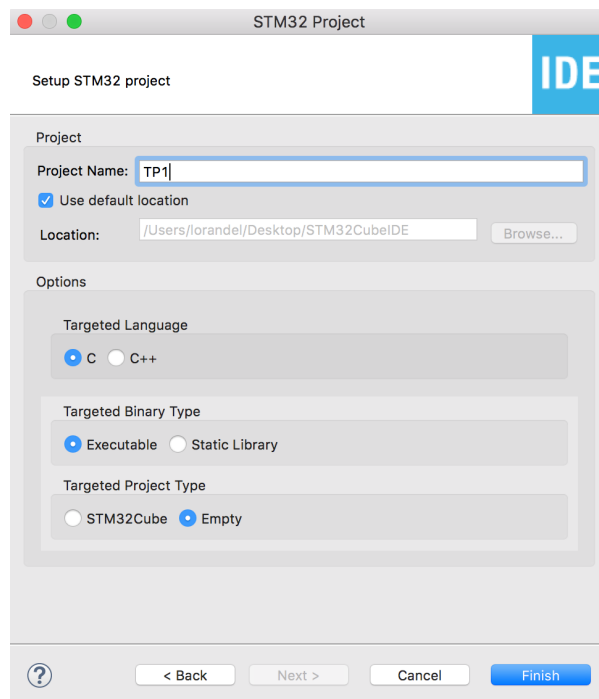 STM32 Project
Setup STM32 project
IDE
Project
Project Name: TP1
Use default location
Location: /Users/lorandel/Desktop/STM32CubeIDE Browse...
Options
Targeted Language
C C++
Targeted Binary Type
Executable Static Library
Targeted Project Type
STM32Cube Empty
? < Back Next > Cancel Finish